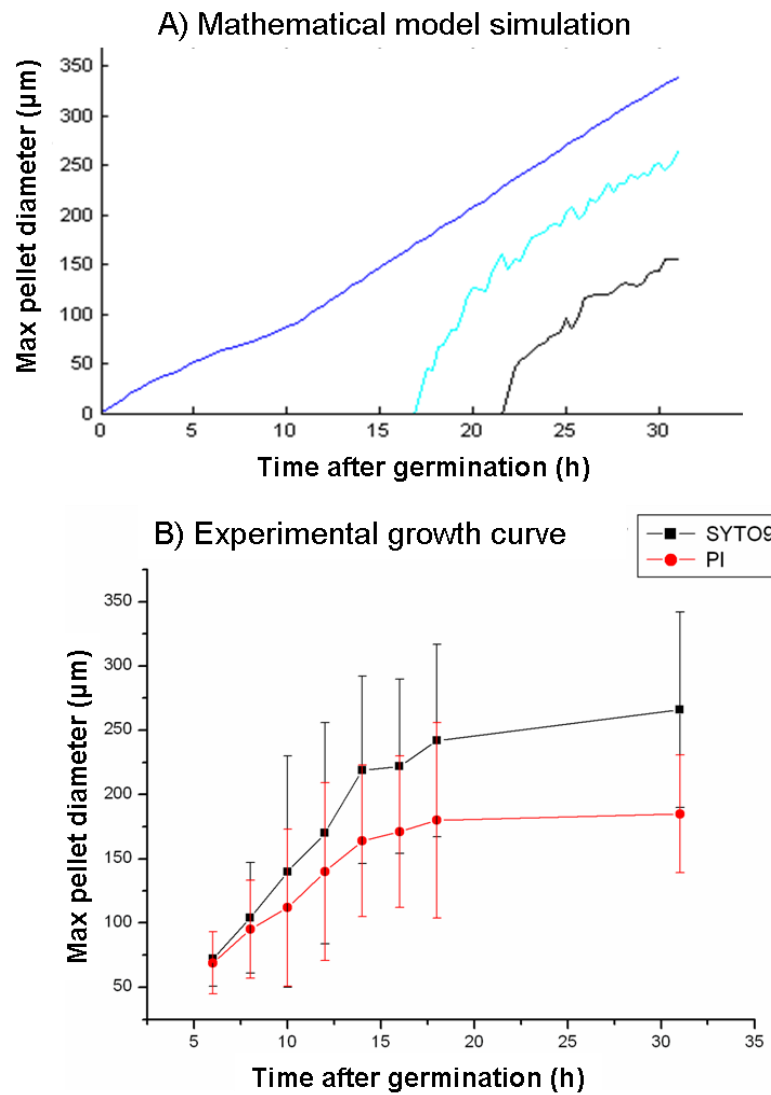 A) Mathematical model simulation
Max pellet diameter (µm)
350
300
250
200
150
100
50
0
0 5 10 15 20 25 30
Time after germination (h)
B) Experimental growth curve
SYTO9
PI
Max pellet diameter (µm)
350
300
250
200
150
100
50
5 10 15 20 25 30 35
Time after germination (h)